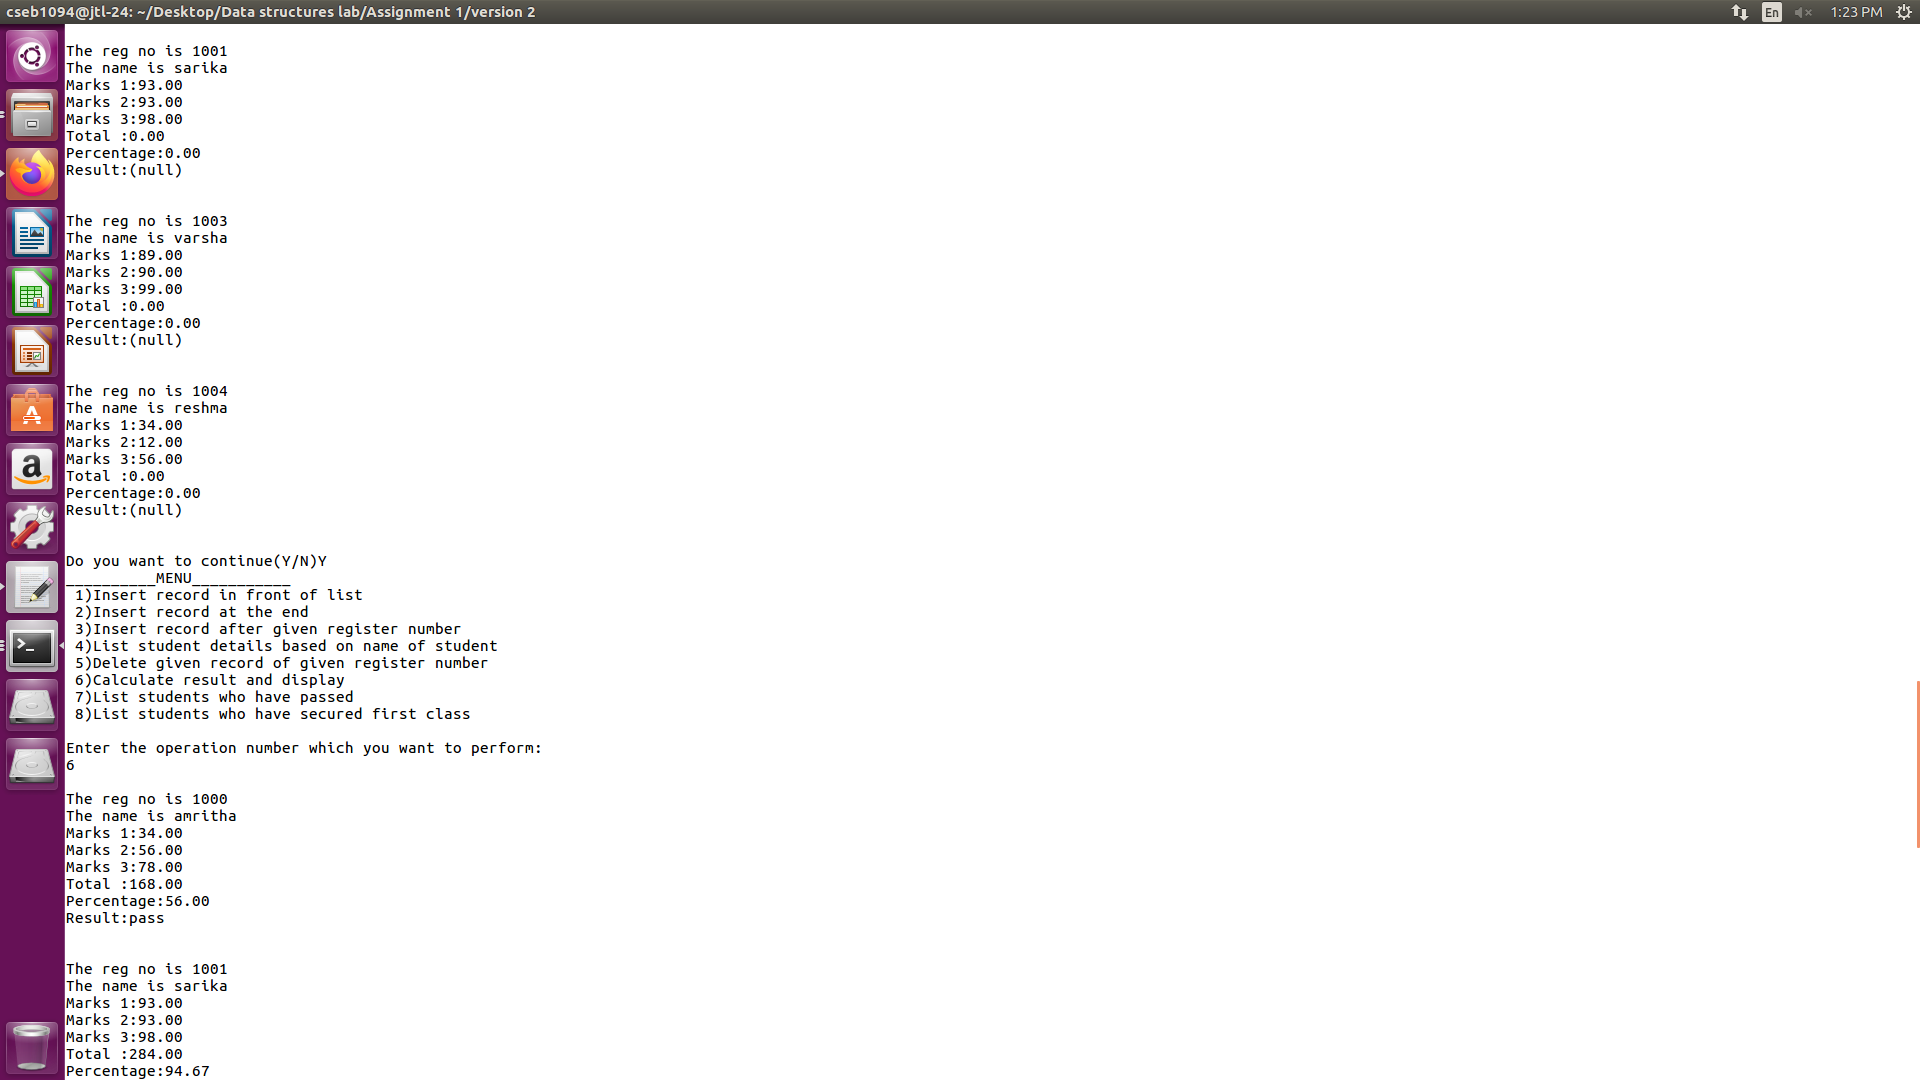 cseb1094@jtl-24: ~/Desktop/Data structures lab/Assignment 1/version 2
En
1:23 PM
The reg no is 1001
The name is sarika
Marks 1:93.00
Marks 2:93.00
Marks 3:98.00
Total :0.00
Percentage:0.00
Result:(null)
The reg no is 1003
The name is varsha
Marks 1:89.00
Marks 2:90.00
Marks 3:99.00
Total :0.00
Percentage:0.00
Result:(null)
The reg no is 1004
The name is reshma
Marks 1:34.00
Marks 2:12.00
Marks 3:56.00
Total :0.00
Percentage:0.00
Result:(null)
Do you want to continue(Y/N)Y
__________MENU___________
1)Insert record in front of list
2)Insert record at the end
3)Insert record after given register number
4)List student details based on name of student
5)Delete given record of given register number
6)Calculate result and display
7)List students who have passed
8)List students who have secured first class
Enter the operation number which you want to perform:
6
The reg no is 1000
The name is amritha
Marks 1:34.00
Marks 2:56.00
Marks 3:78.00
Total :168.00
Percentage:56.00
Result:pass
The reg no is 1001
The name is sarika
Marks 1:93.00
Marks 2:93.00
Marks 3:98.00
Total :284.00
Percentage:94.67